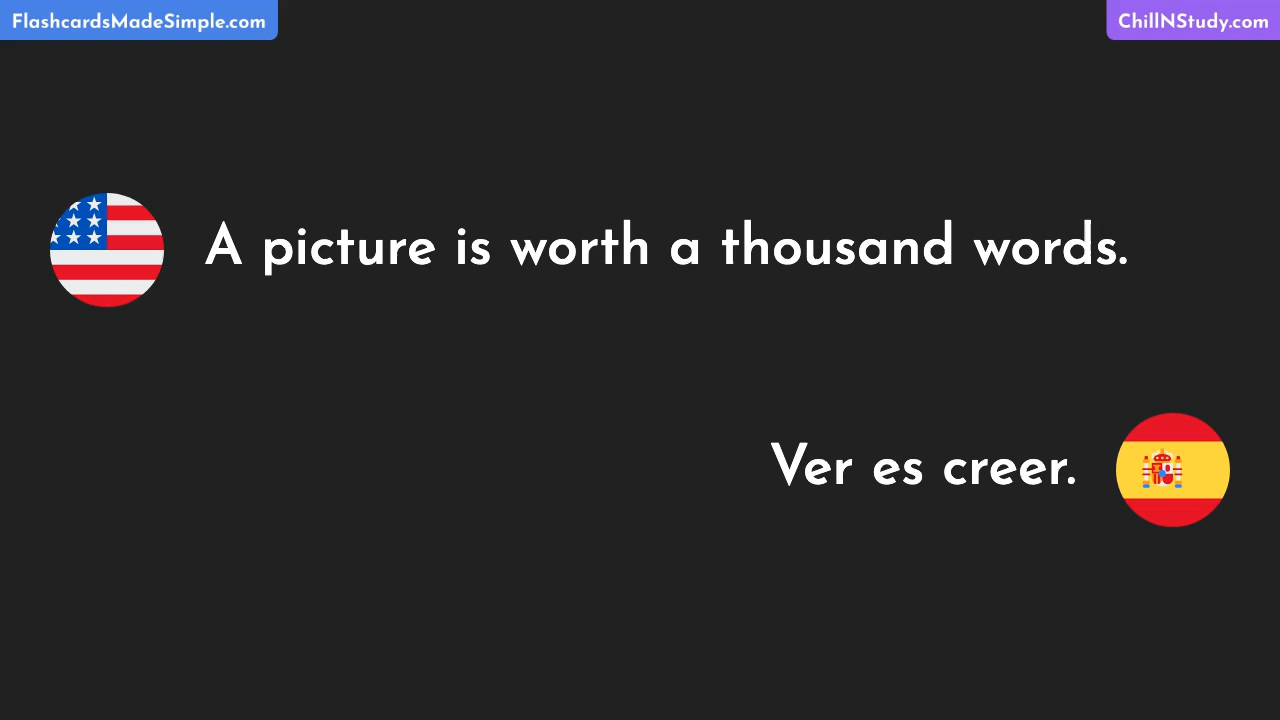 FlashcardsMadeSimple.com
ChillNStudy.com
A picture is worth a thousand words.
Ver es creer.